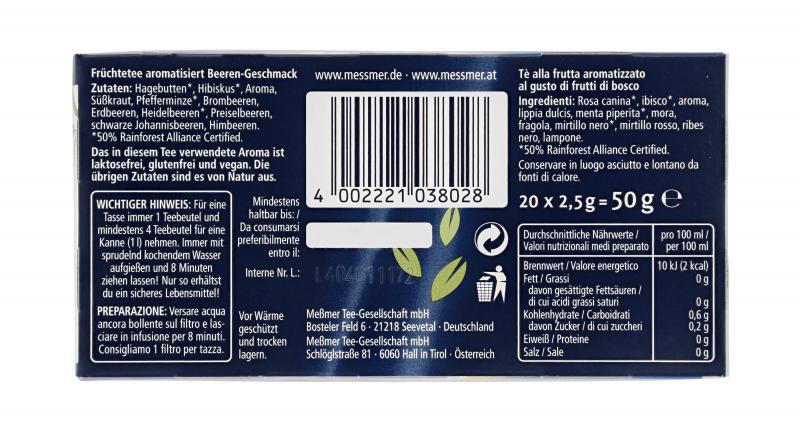 Früchtetee aromatisiert Beeren-Geschmack
Zutaten: Hagebutten*, Hibiskus*, Aroma,
Süßkraut, Pfefferminze*, Brombeeren,
Erdbeeren, Heidelbeeren*, Preiselbeeren,
schwarze Johannisbeeren, Himbeeren.
*50% Rainforest Alliance Certified.
Das in diesem Tee verwendete Aroma ist
laktosefrei, glutenfrei und vegan. Die
übrigen Zutaten sind es von Natur aus.
WICHTIGER HINWEIS: Für eine
Tasse immer 1 Teebeutel und
mindestens 4 Teebeutel für eine
Kanne (1l) nehmen. Immer mit
sprudelnd kochendem Wasser
aufgießen und 8 Minuten
ziehen lassen! Nur so erhältst
du ein sicheres Lebensmittel!
PREPARAZIONE: Versare acqua
ancora bollente sul filtro e lasciare
in infusione per 8 minuti.
Consigliamo 1 filtro per tazza.
www.messmer.de · www.messmer.at
4 002221 038028
Mindestens
haltbar bis: /
Da consumarsi
preferibilmente
entro il:
Interne Nr. L:
L404611172
Vor Wärme
geschützt
und trocken
lagern.
Meßmer Tee-Gesellschaft mbH
Bosteler Feld 6 · 21218 Seevetal · Deutschland
Meßmer Tee-Gesellschaft mbH
Schlöglstraße 81 · 6060 Hall in Tirol · Österreich
Tè alla frutta aromatizzato
al gusto di frutti di bosco
Ingredienti: Rosa canina*, ibisco*, aroma,
lippia dulcis, menta piperita*, mora,
fragola, mirtillo nero*, mirtillo rosso, ribes
nero, lampone.
*50% Rainforest Alliance Certified.
Conservare in luogo asciutto e lontano da
fonti di calore.
20 x 2,5g = 50g ℮
Durchschnittliche Nährwerte / pro 100 ml /
Valori nutrizionali medi preparato per 100 ml
Brennwert / Valore energetico 10 kJ (2 kcal)
Fett / Grassi 0 g
davon gesättigte Fettsäuren /
di cui acidi grassi saturi 0 g
Kohlenhydrate / Carboidrati 0,6 g
davon Zucker / di cui zuccheri 0,2 g
Eiweiß / Proteine 0 g
Salz / Sale 0 g